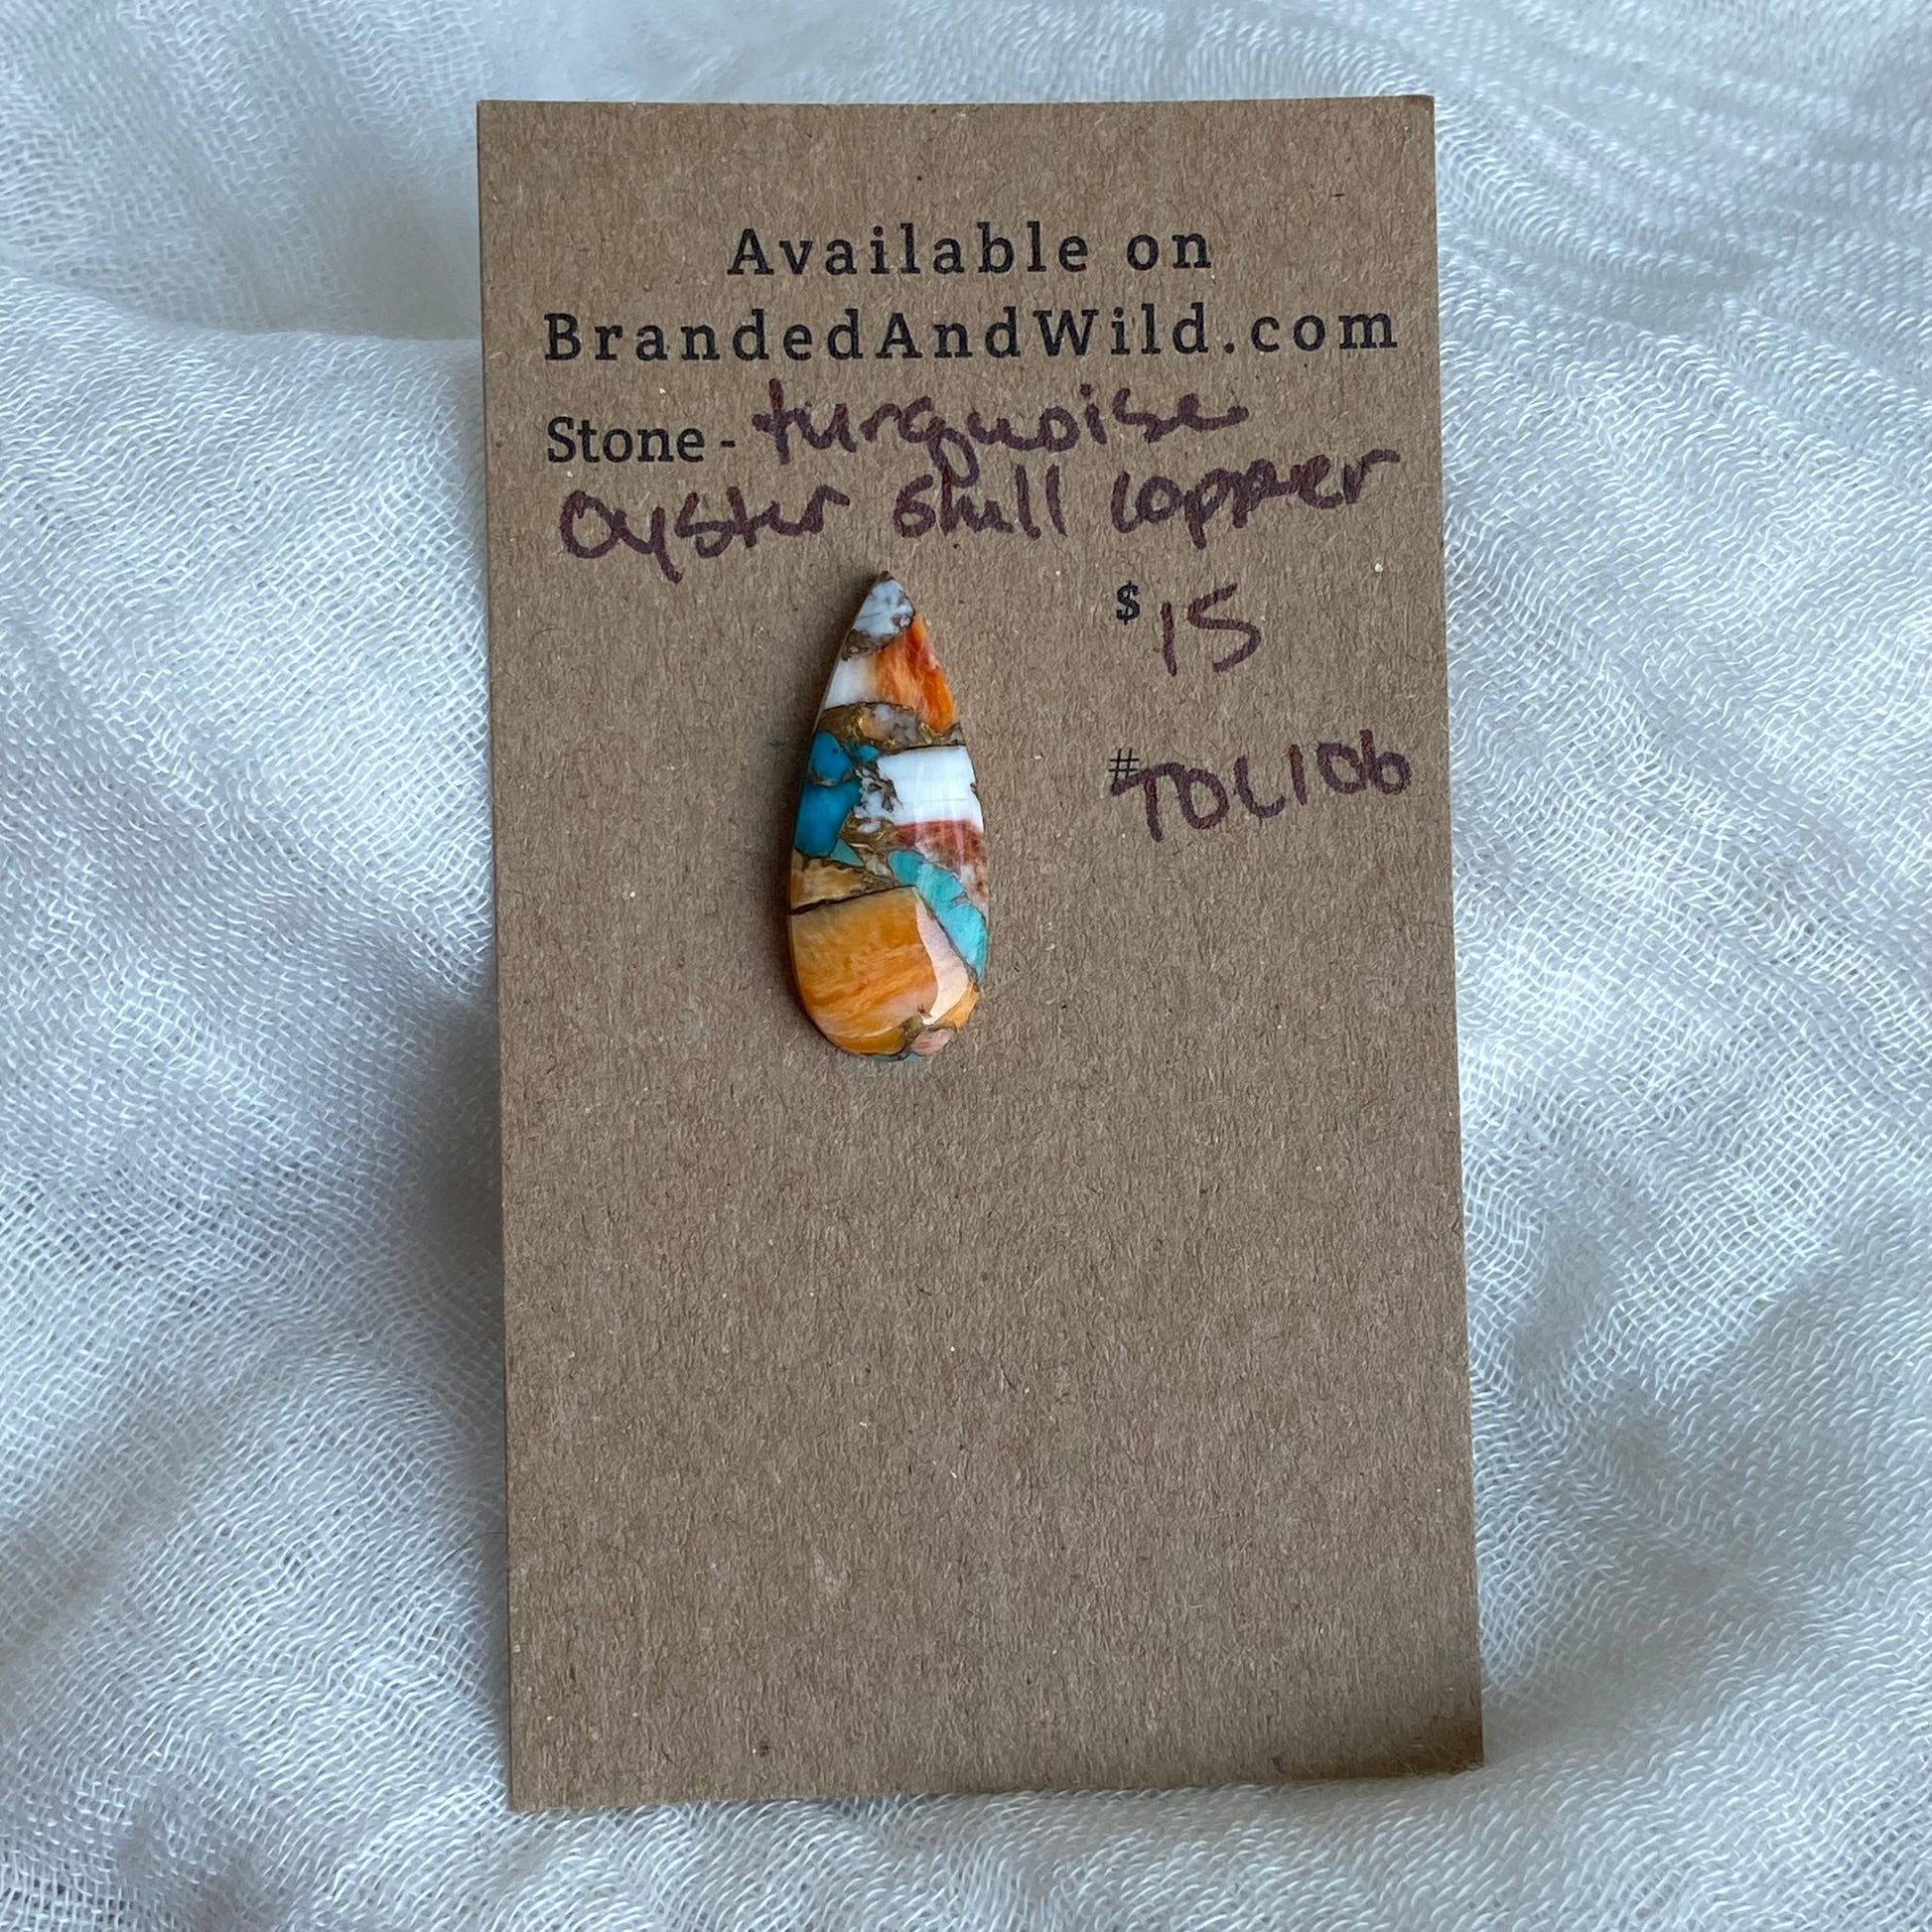 Available on
BrandedAndWild.com
Stone - turquoise
Oyster shell copper
$15
#TOC106